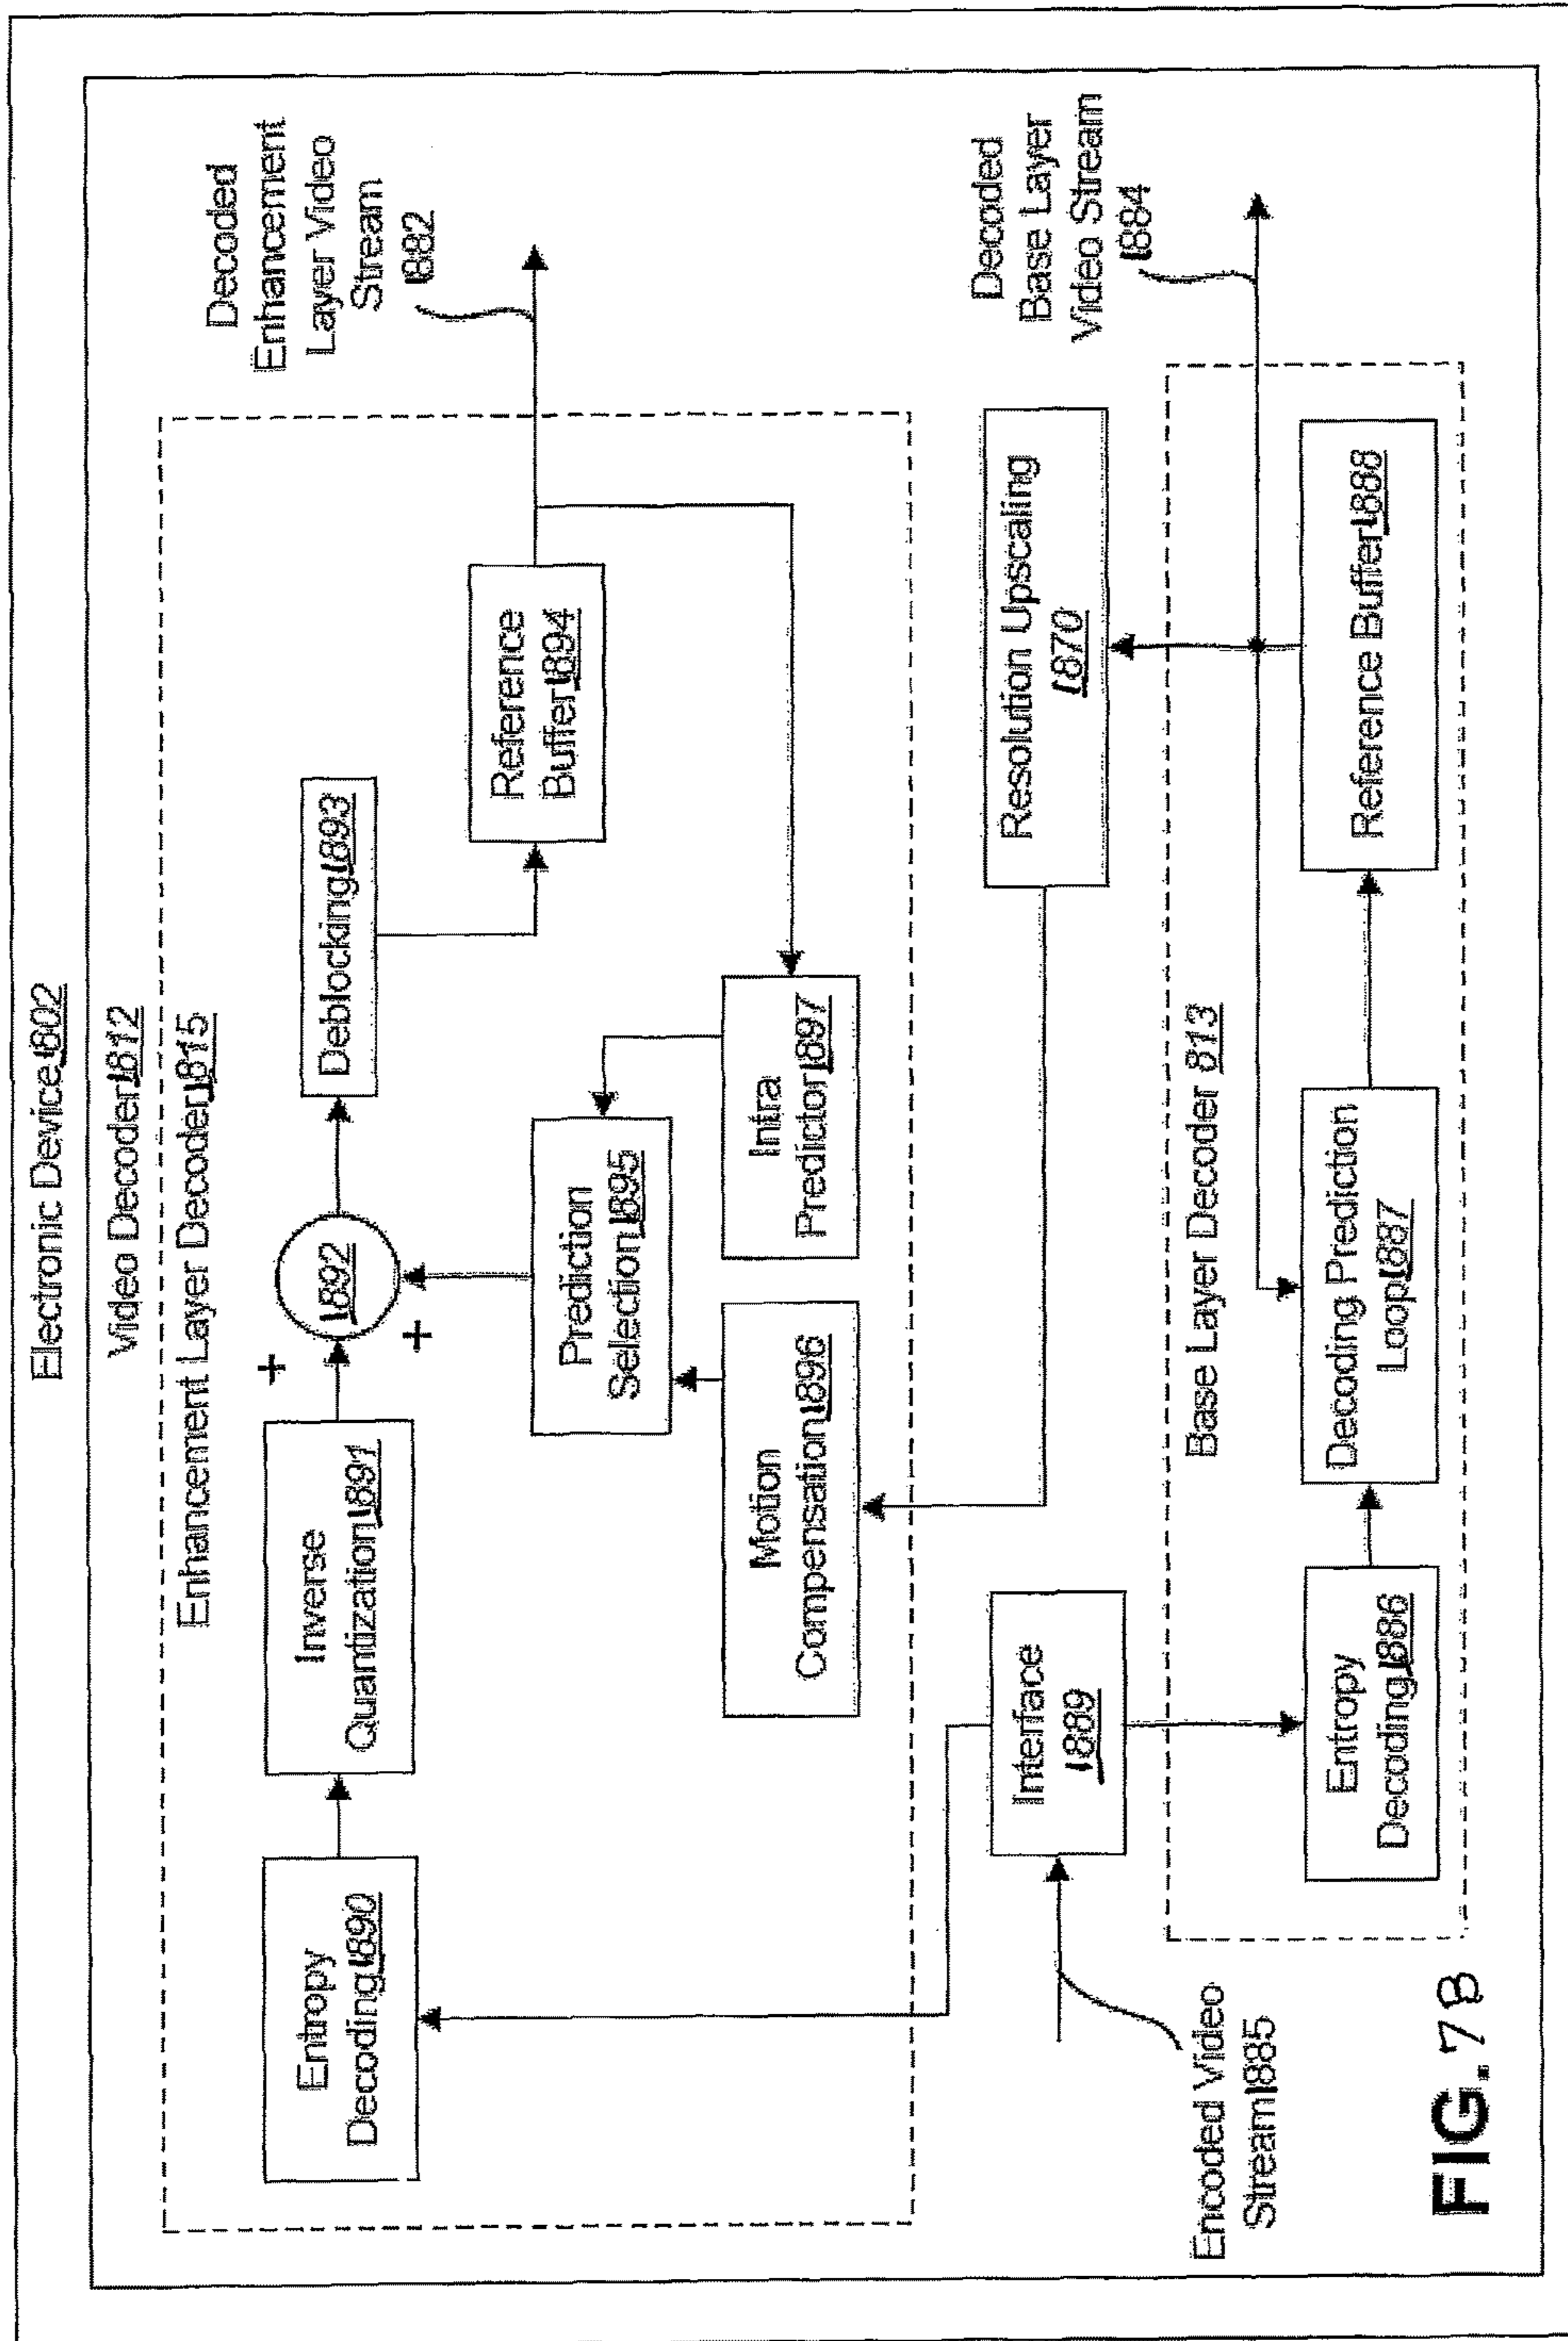 Electronic Device 1802
Video Decoder 1812
Enhancement Layer Decoder 1815
Entropy
Decoding 1890
Inverse
Quantization 1891
+
1892
+
Deblocking 1893
Reference
Buffer 1894
Decoded
Enhancement
Layer Video
Stream
1882
Prediction
Selection 1895
Motion
Compensation 1896
Intra
Predictor 1897
Interface
1889
Resolution Upscaling
1870
Decoded
Base Layer
Video Stream
1884
Encoded Video
Stream 1885
Base Layer Decoder 813
Entropy
Decoding 1886
Decoding Prediction
Loop 1887
Reference Buffer 1888
FIG. 7B